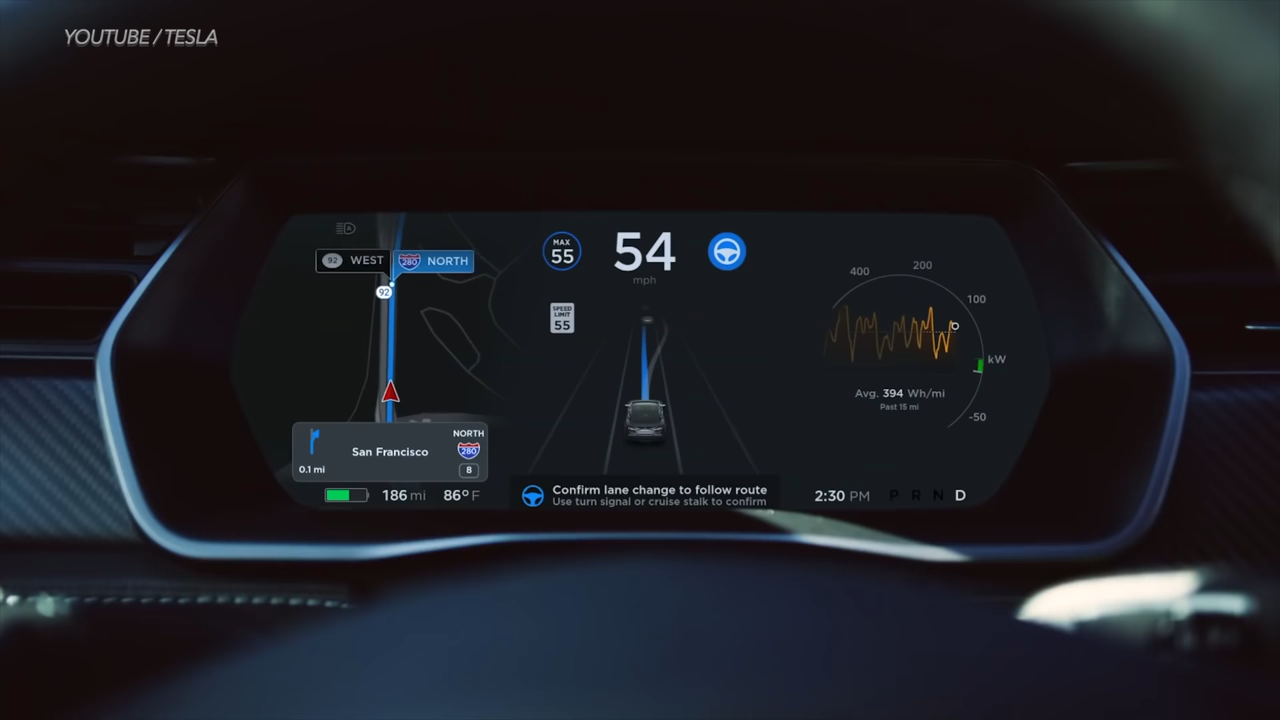 YOUTUBE/TESLA
92 WEST
280 NORTH
92
NORTH
San Francisco
280
0.1 mi
8
186 mi
86° F
MAX
55
54
mph
SPEED
LIMIT
55
Confirm lane change to follow route
Use turn signal or cruise stalk to confirm
400
200
100
kW
-50
Avg. 394 Wh/mi
Past 15 mi
2:30 PM
P R N D